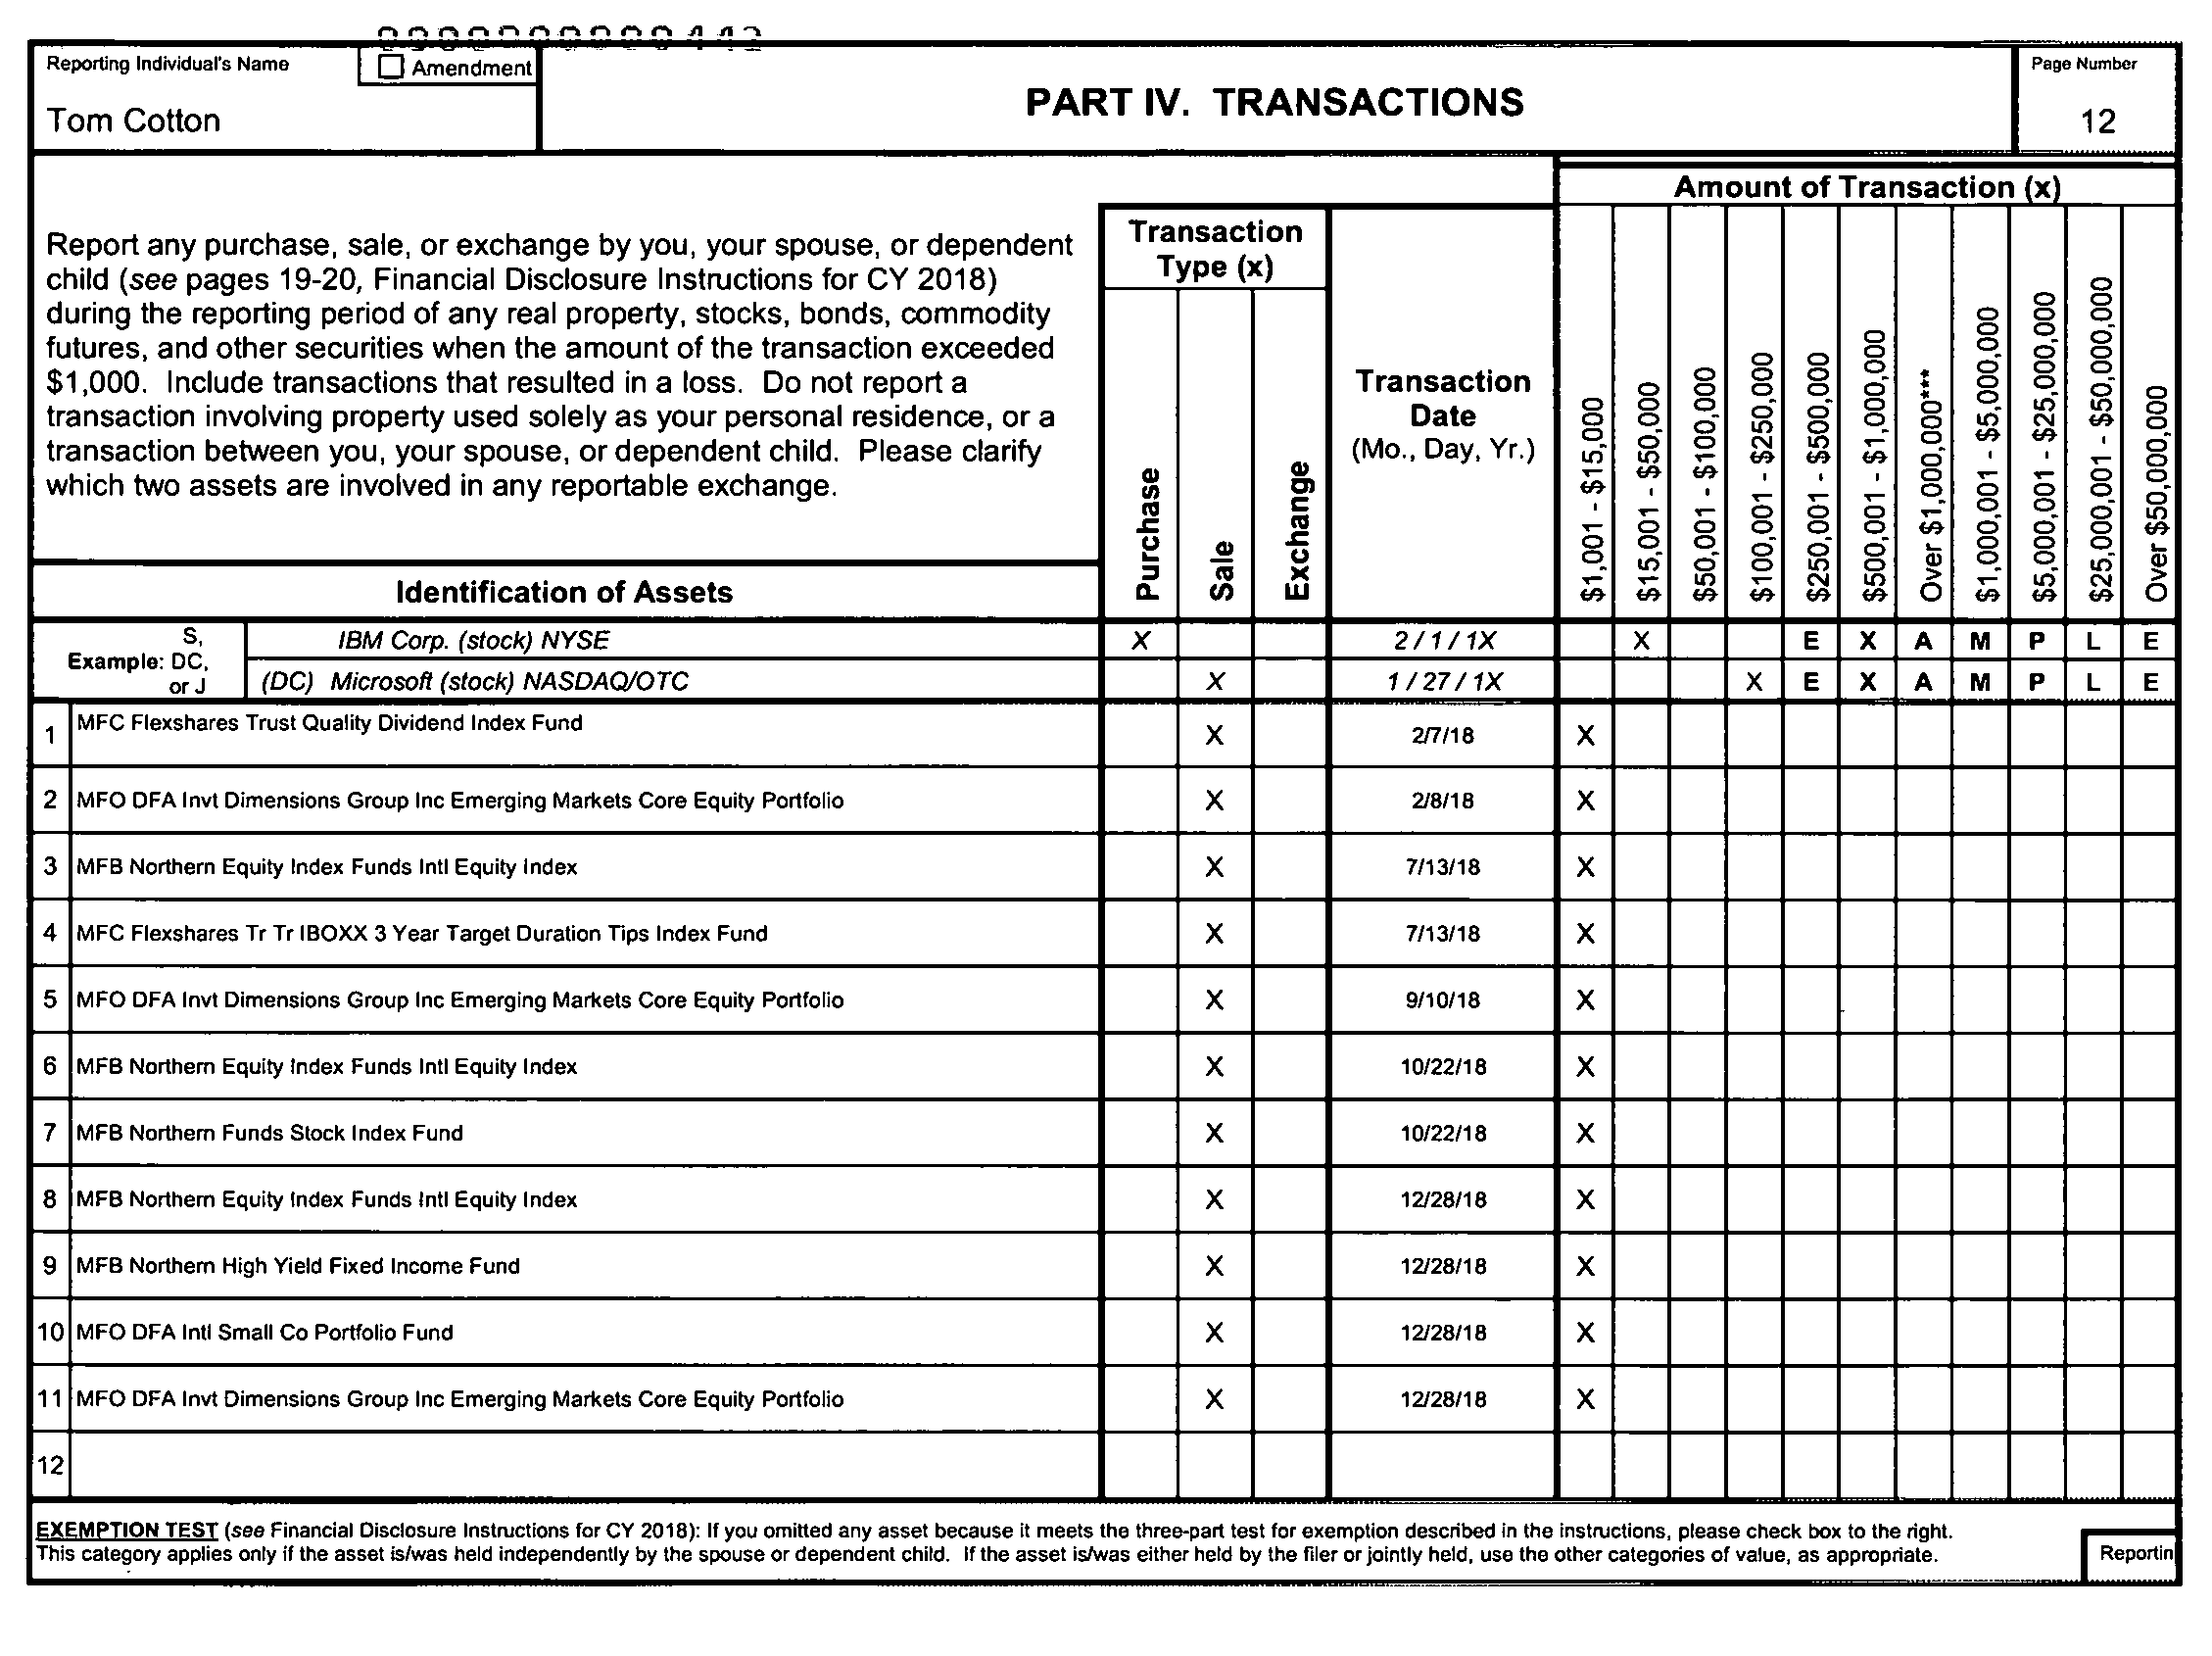 Reporting Individual's Name
Amendment
Tom Cotton
PART IV. TRANSACTIONS
Page Number
12
Amount of Transaction (x)
Report any purchase, sale, or exchange by you, your spouse, or dependent
child (see pages 19-20, Financial Disclosure Instructions for CY 2018)
during the reporting period of any real property, stocks, bonds, commodity
futures, and other securities when the amount of the transaction exceeded
$1,000. Include transactions that resulted in a loss. Do not report a
transaction involving property used solely as your personal residence, or a
transaction between you, your spouse, or dependent child. Please clarify
which two assets are involved in any reportable exchange.
Transaction
Type (x)
Purchase
Sale
Exchange
Transaction
Date
(Mo., Day, Yr.)
$1,001 - $15,000
$15,001 - $50,000
$50,001 - $100,000
$100,001 - $250,000
$250,001 - $500,000
$500,001 - $1,000,000
Over $1,000,000***
$1,000,001 - $5,000,000
$5,000,001 - $25,000,000
$25,000,001 - $50,000,000
Over $50,000,000
Identification of Assets
Example: S, DC, or J
IBM Corp. (stock) NYSE X 2 / 1 / 1X X E X A M P L E
(DC) Microsoft (stock) NASDAQ/OTC X 1 / 27 / 1X X E X A M P L E
1 MFC Flexshares Trust Quality Dividend Index Fund X 2/7/18 X
2 MFO DFA Invt Dimensions Group Inc Emerging Markets Core Equity Portfolio X 2/8/18 X
3 MFB Northern Equity Index Funds Intl Equity Index X 7/13/18 X
4 MFC Flexshares Tr Tr IBOXX 3 Year Target Duration Tips Index Fund X 7/13/18 X
5 MFO DFA Invt Dimensions Group Inc Emerging Markets Core Equity Portfolio X 9/10/18 X
6 MFB Northern Equity Index Funds Intl Equity Index X 10/22/18 X
7 MFB Northern Funds Stock Index Fund X 10/22/18 X
8 MFB Northern Equity Index Funds Intl Equity Index X 12/28/18 X
9 MFB Northern High Yield Fixed Income Fund X 12/28/18 X
10 MFO DFA Intl Small Co Portfolio Fund X 12/28/18 X
11 MFO DFA Invt Dimensions Group Inc Emerging Markets Core Equity Portfolio X 12/28/18 X
12
EXEMPTION TEST (see Financial Disclosure Instructions for CY 2018): If you omitted any asset because it meets the three-part test for exemption described in the instructions, please check box to the right.
This category applies only if the asset is/was held independently by the spouse or dependent child. If the asset is/was either held by the filer or jointly held, use the other categories of value, as appropriate.
Reportin